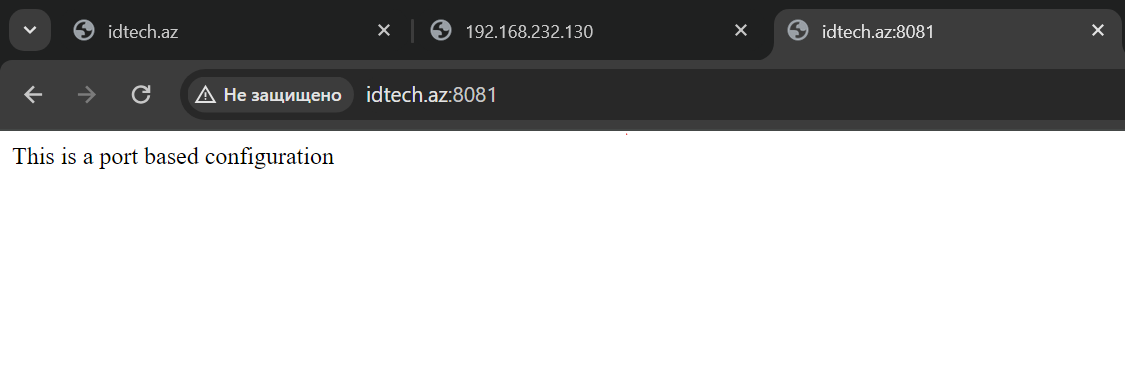 idtech.az
192.168.232.130
idtech.az:8081
Не защищено
idtech.az:8081
This is a port based configuration